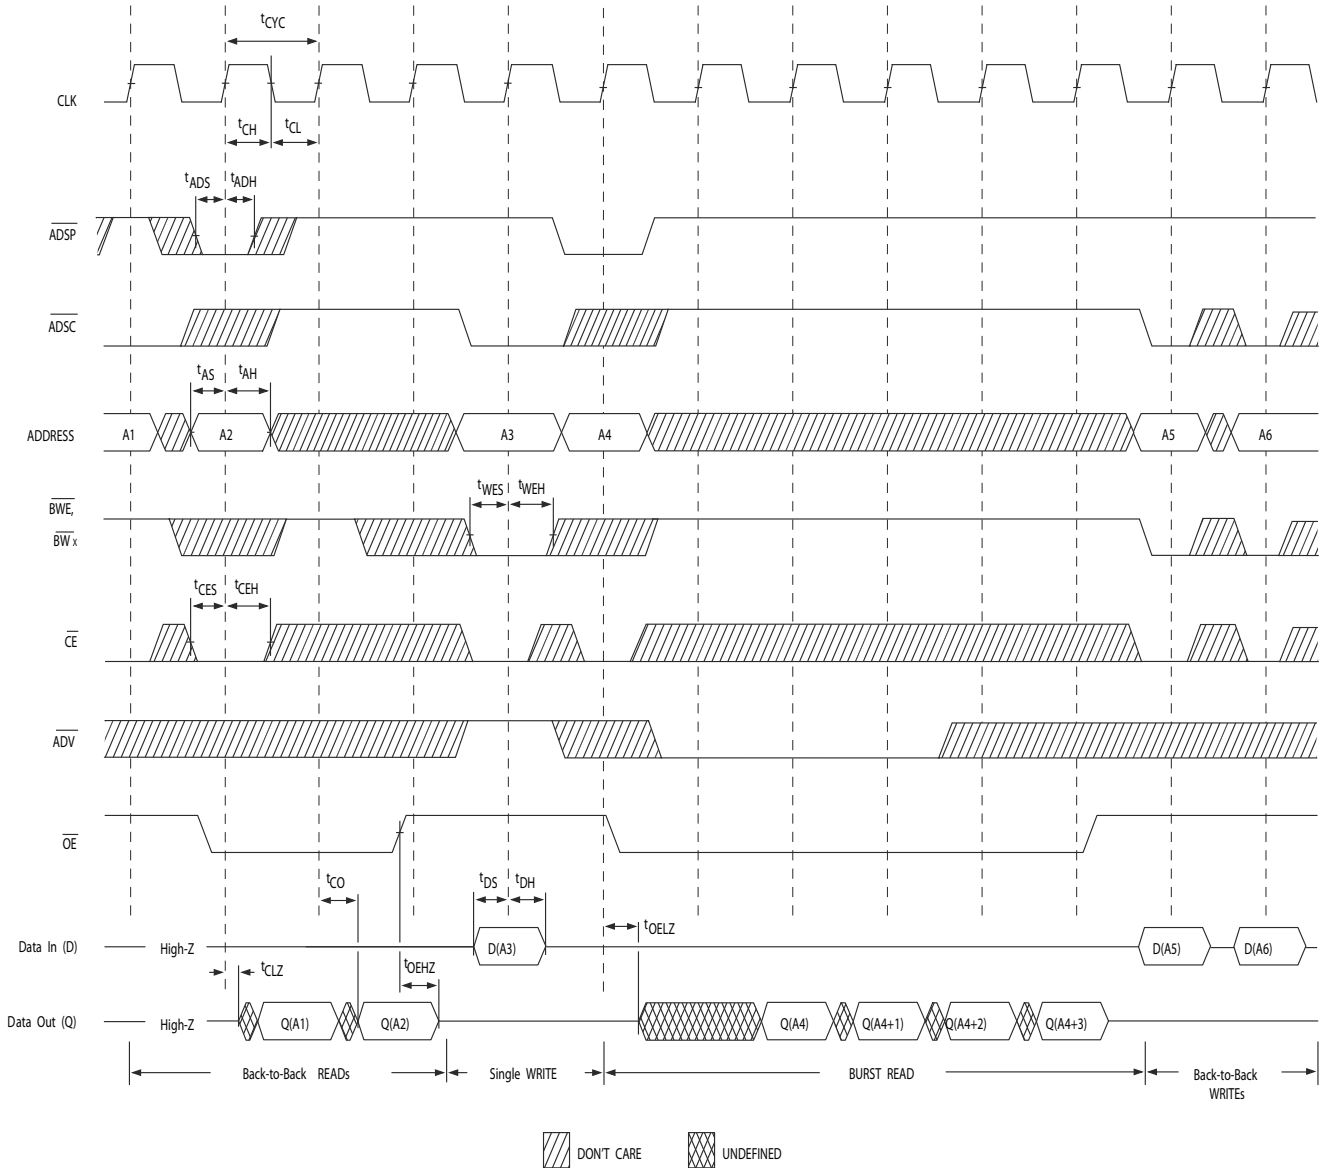 tCYC
CLK
tCH
tCL
tADS
tADH
ADSP
ADSC
tAS
tAH
ADDRESS
A1
A2
A3
A4
A5
A6
tWES
tWEH
BWE,
BW x
tCES
tCEH
CE
ADV
OE
tCO
tDS
tDH
tOELZ
Data In (D)
High-Z
D(A3)
D(A5)
D(A6)
tCLZ
tOEHZ
Data Out (Q)
High-Z
Q(A1)
Q(A2)
Q(A4)
Q(A4+1)
Q(A4+2)
Q(A4+3)
Back-to-Back READs
Single WRITE
BURST READ
Back-to-Back
WRITEs
DON'T CARE
UNDEFINED